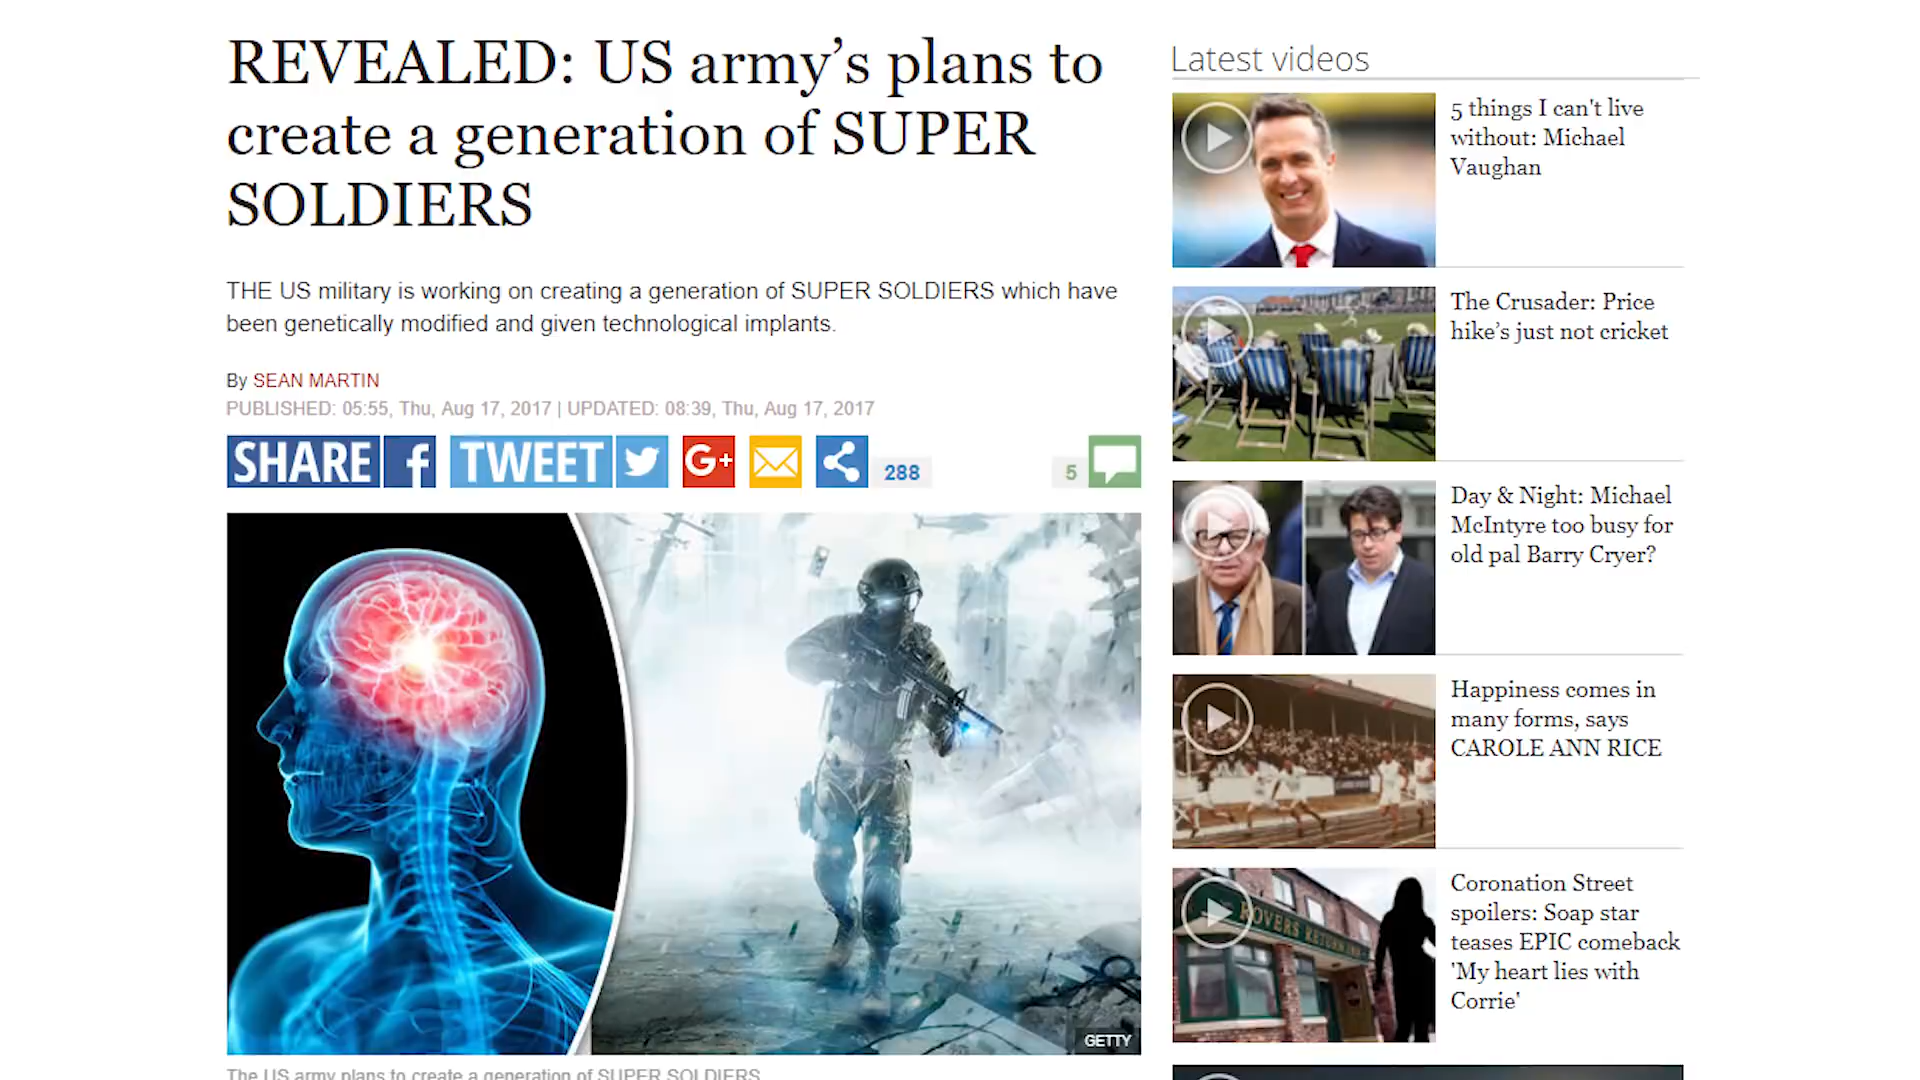 REVEALED: US army’s plans to
create a generation of SUPER
SOLDIERS
THE US military is working on creating a generation of SUPER SOLDIERS which have
been genetically modified and given technological implants.
By SEAN MARTIN
PUBLISHED: 05:55, Thu, Aug 17, 2017 | UPDATED: 08:39, Thu, Aug 17, 2017
SHARE f TWEET G+ 288 5
GETTY
The US army plans to create a generation of SUPER SOLDIERS
Latest videos
5 things I can't live
without: Michael
Vaughan
The Crusader: Price
hike’s just not cricket
Day & Night: Michael
McIntyre too busy for
old pal Barry Cryer?
Happiness comes in
many forms, says
CAROLE ANN RICE
ROVERS RETURN INN
Coronation Street
spoilers: Soap star
teases EPIC comeback
'My heart lies with
Corrie'